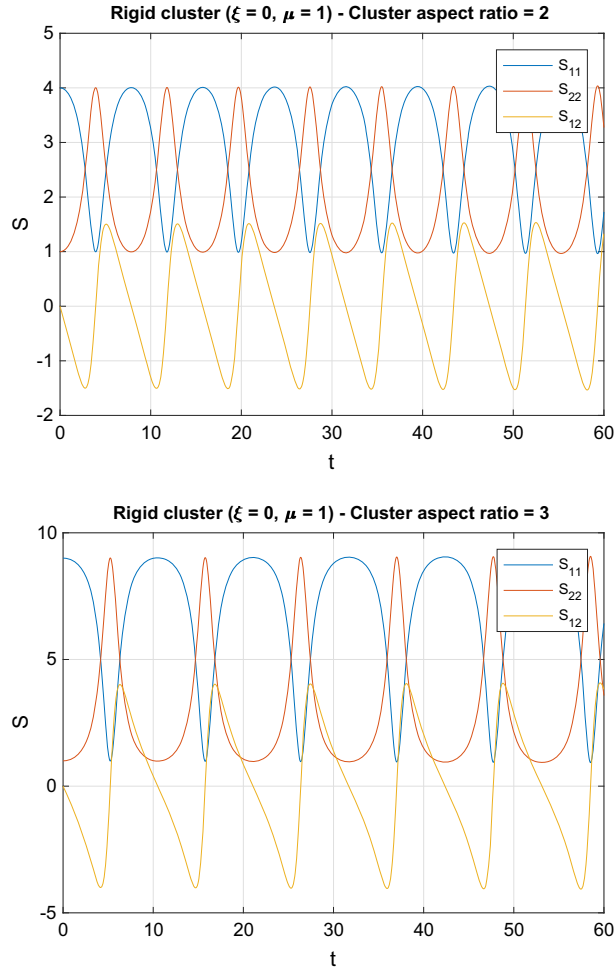 Rigid cluster (ξ = 0, μ = 1) - Cluster aspect ratio = 2
5
4
3
2
1
0
-1
-2
S
S11
S22
S12
0 10 20 30 40 50 60
t
Rigid cluster (ξ = 0, μ = 1) - Cluster aspect ratio = 3
10
5
0
-5
S
S11
S22
S12
0 10 20 30 40 50 60
t